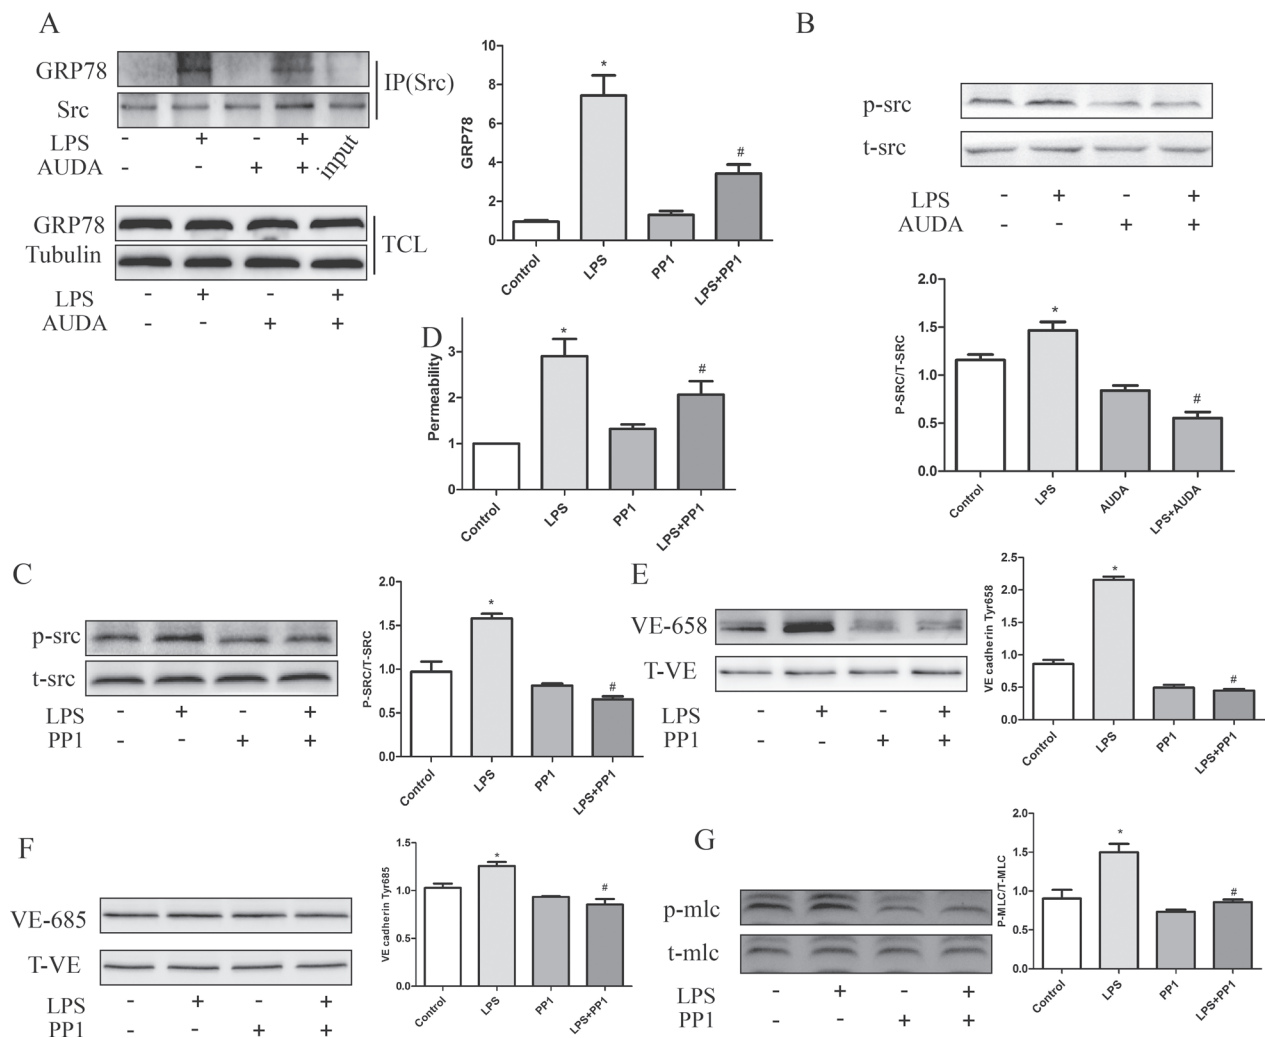 A
GRP78
Src
IP(Src)
LPS - + - +
AUDA - - + + input
GRP78
Tubulin
TCL
LPS - + - +
AUDA - - + +
10
8
6
4
2
0
GRP78
* #
Control LPS PP1 LPS+PP1
B
p-src
t-src
LPS - + - +
AUDA - - + +
2.0
1.5
1.0
0.5
0.0
P-SRC/T-SRC
* #
Control LPS AUDA LPS+AUDA
D
3
2
1
0
Permeability
* #
Control LPS PP1 LPS+PP1
C
p-src
t-src
LPS - + - +
PP1 - - + +
2.0
1.5
1.0
0.5
0.0
P-SRC/T-SRC
* #
Control LPS PP1 LPS+PP1
E
VE-658
T-VE
LPS - + - +
PP1 - - + +
2.5
2.0
1.5
1.0
0.5
0.0
VE cadherin Tyr658
* #
Control LPS PP1 LPS+PP1
F
VE-685
T-VE
LPS - + - +
PP1 - - + +
1.5
1.0
0.5
0.0
VE cadherin Tyr685
* #
Control LPS PP1 LPS+PP1
G
p-mlc
t-mlc
LPS - + - +
PP1 - - + +
2.0
1.5
1.0
0.5
0.0
P-MLC/T-MLC
* #
Control LPS PP1 LPS+PP1